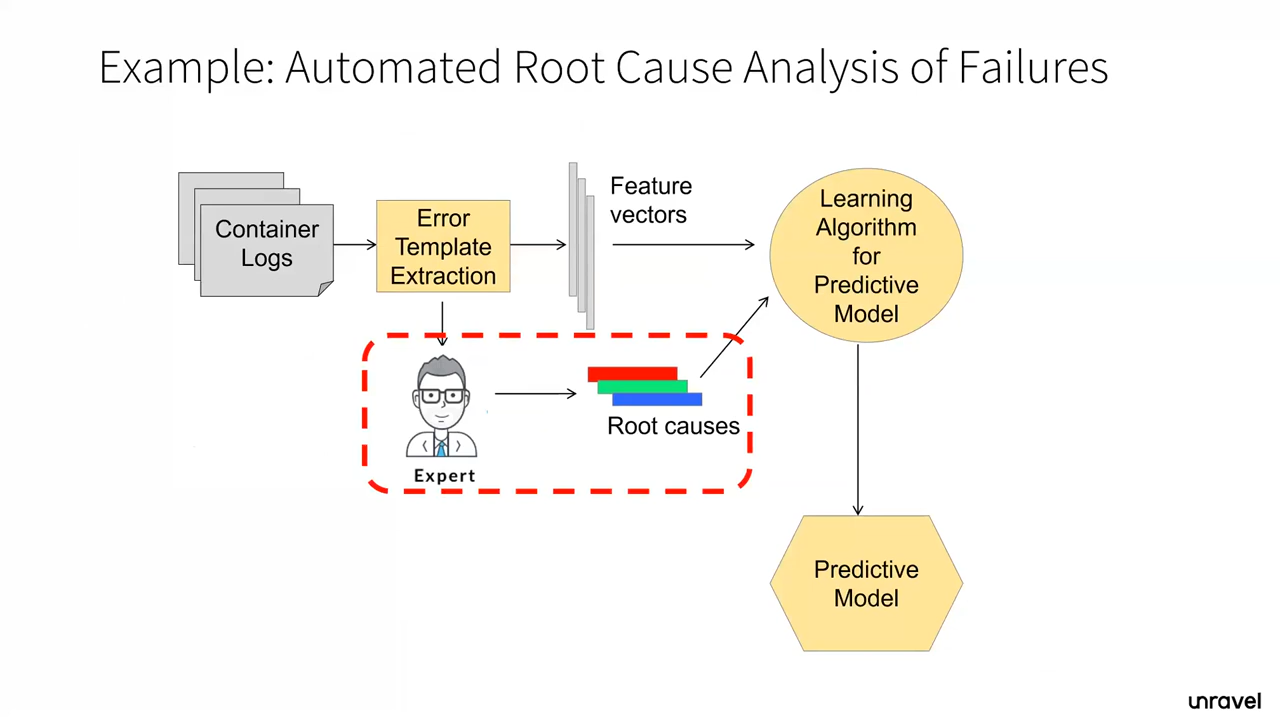 Example: Automated Root Cause Analysis of Failures
Container
Logs
Error
Template
Extraction
Feature
vectors
Learning
Algorithm
for
Predictive
Model
Root causes
Expert
Predictive
Model
unravel